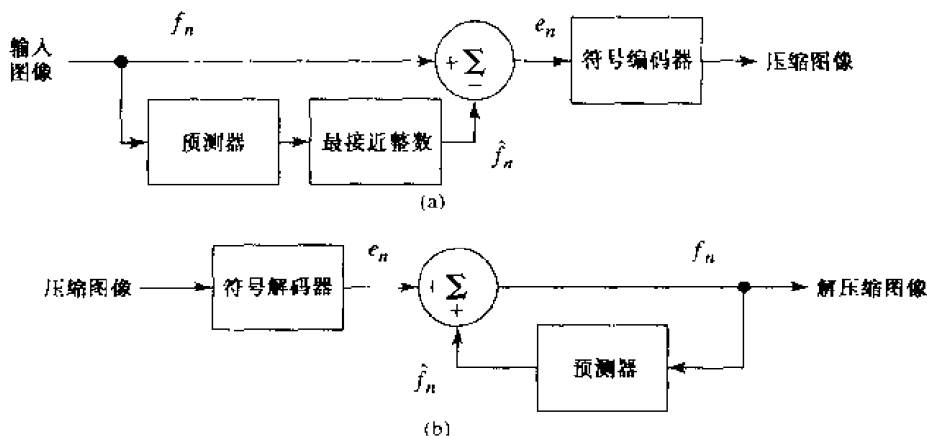 输入
图像
f_n
+
Σ
−
e_n
符号编码器
压缩图像
预测器
最接近整数
f̂_n
(a)
压缩图像
符号解码器
e_n
+
Σ
+
f_n
解压缩图像
f̂_n
预测器
(b)